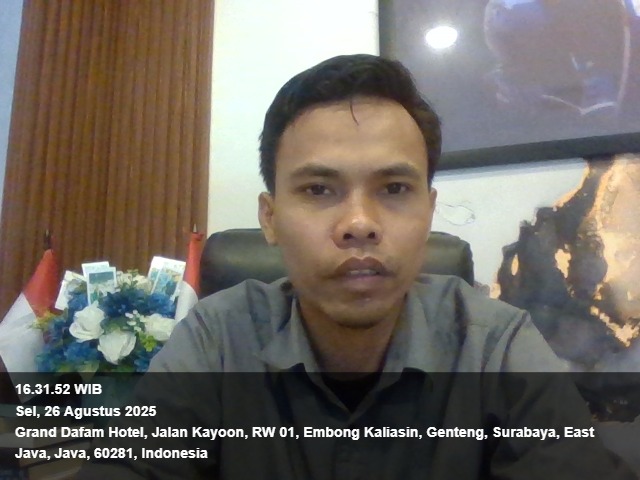 16.31.52 WIB
Sel, 26 Agustus 2025
Grand Dafam Hotel, Jalan Kayoon, RW 01, Embong Kaliasin, Genteng, Surabaya, East
Java, Java, 60281, Indonesia